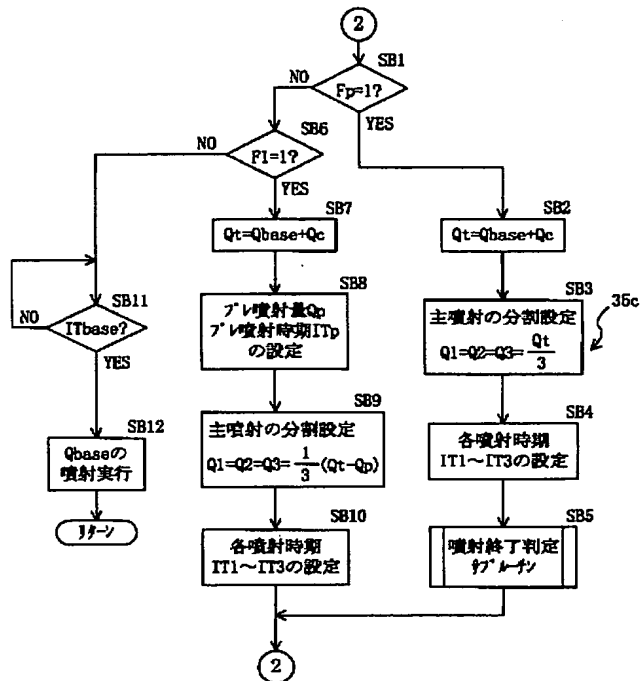 2
SB1
NO
Fp=1?
YES
SB6
NO
FI=1?
YES
SB7
Qt=Qbase+Qc
SB2
Qt=Qbase+Qc
SB8
プレ噴射量Qp
プレ噴射時期ITp
の設定
SB3
主噴射の分割設定
Q1=Q2=Q3=Qt/3
35c
SB11
NO
ITbase?
YES
SB9
主噴射の分割設定
Q1=Q2=Q3=1/3(Qt-Qp)
SB4
各噴射時期
IT1～IT3の設定
SB12
Qbaseの
噴射実行
リターン
SB10
各噴射時期
IT1～IT3の設定
SB5
噴射終了判定
サブルーチン
2